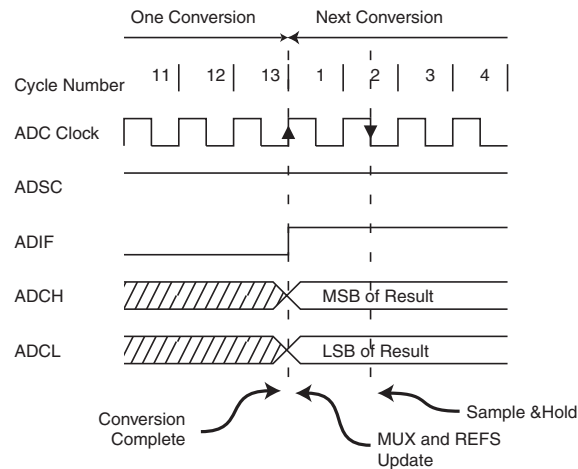 One Conversion Next Conversion
Cycle Number 11 12 13 1 2 3 4
ADC Clock
ADSC
ADIF
ADCH MSB of Result
ADCL LSB of Result
Conversion
Complete
MUX and REFS
Update
Sample &Hold